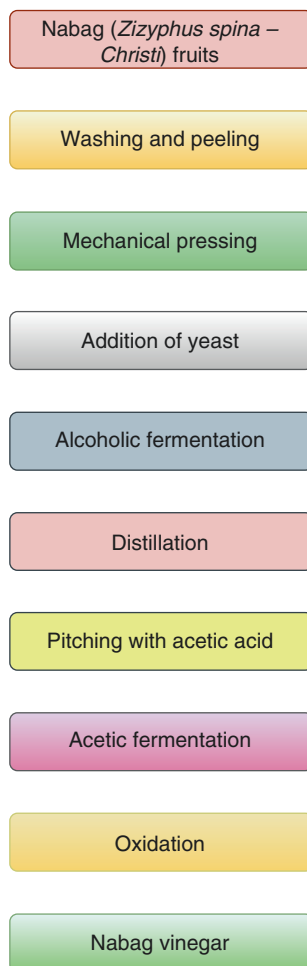 Nabag (Zizyphus spina –
Christi) fruits
Washing and peeling
Mechanical pressing
Addition of yeast
Alcoholic fermentation
Distillation
Pitching with acetic acid
Acetic fermentation
Oxidation
Nabag vinegar